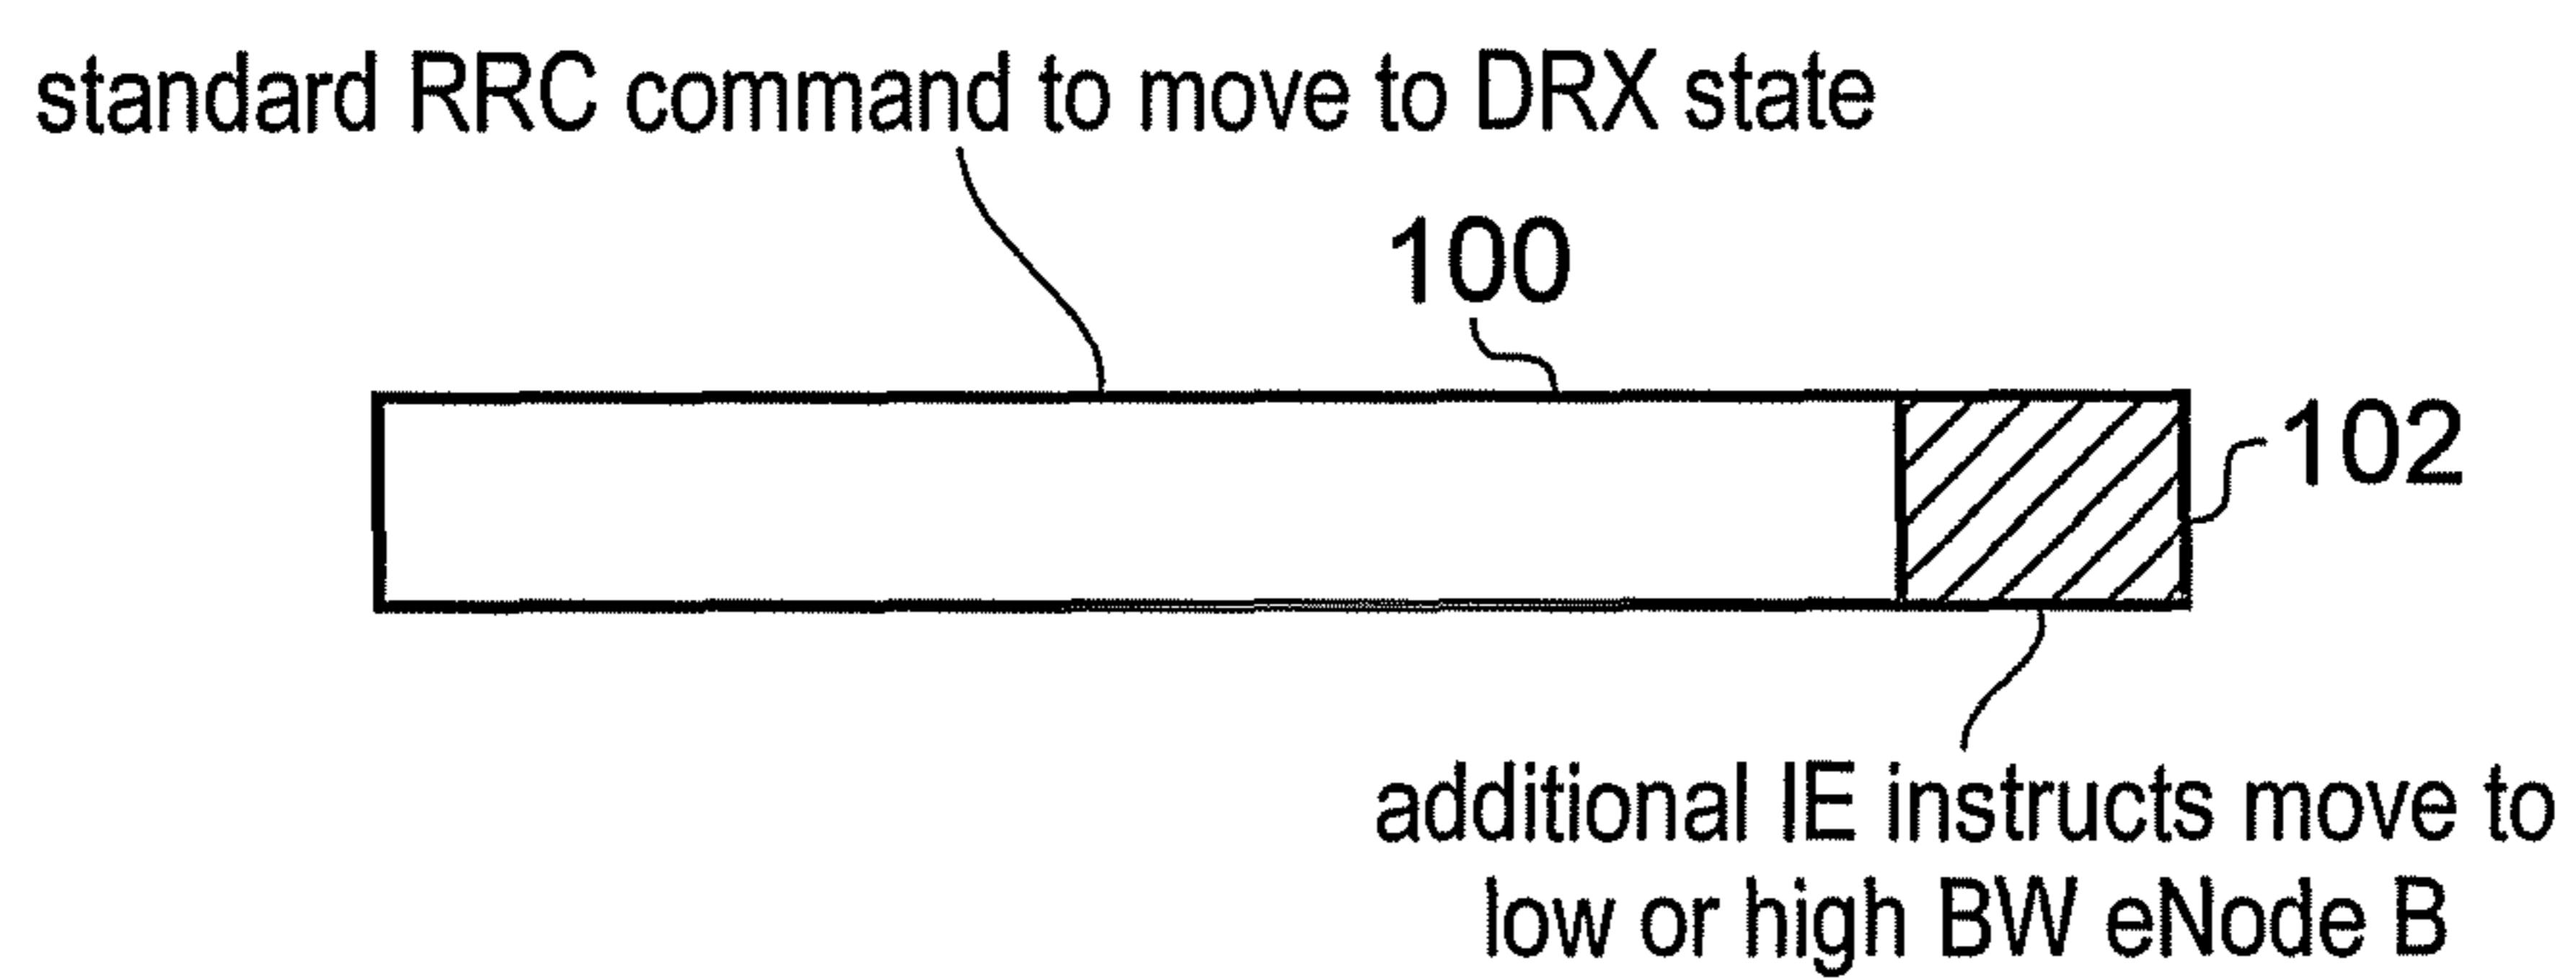 standard RRC command to move to DRX state
100
102
additional IE instructs move to
low or high BW eNode B